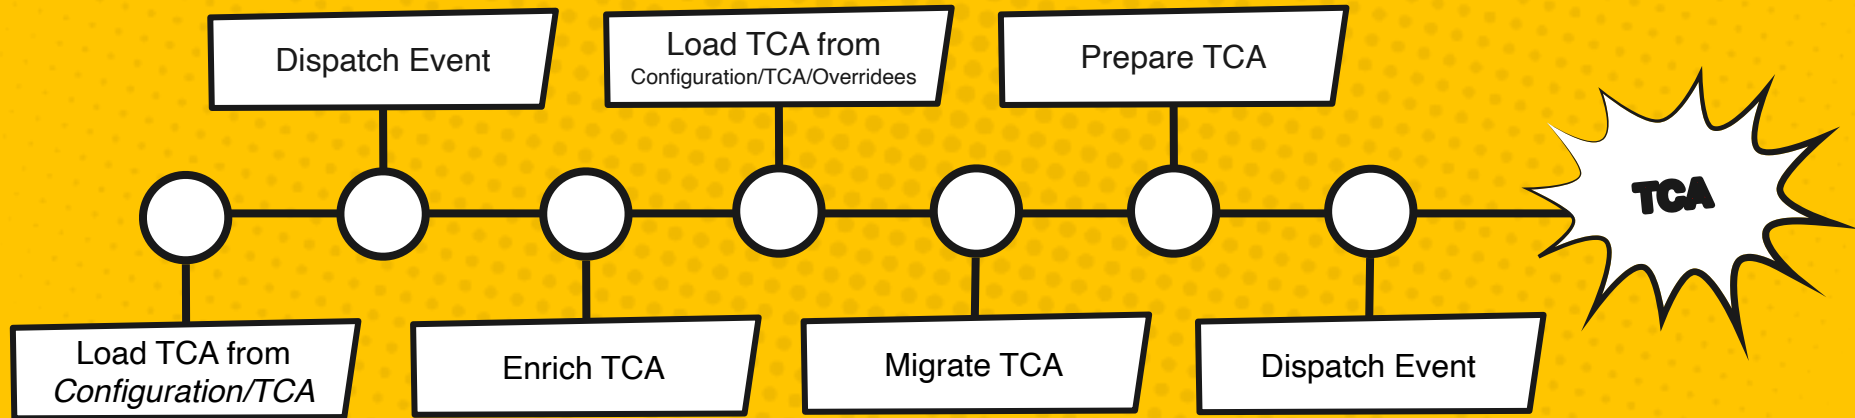 Dispatch Event
Load TCA from
Configuration/TCA/Overridees
Prepare TCA
TCA
Load TCA from
Configuration/TCA
Enrich TCA
Migrate TCA
Dispatch Event